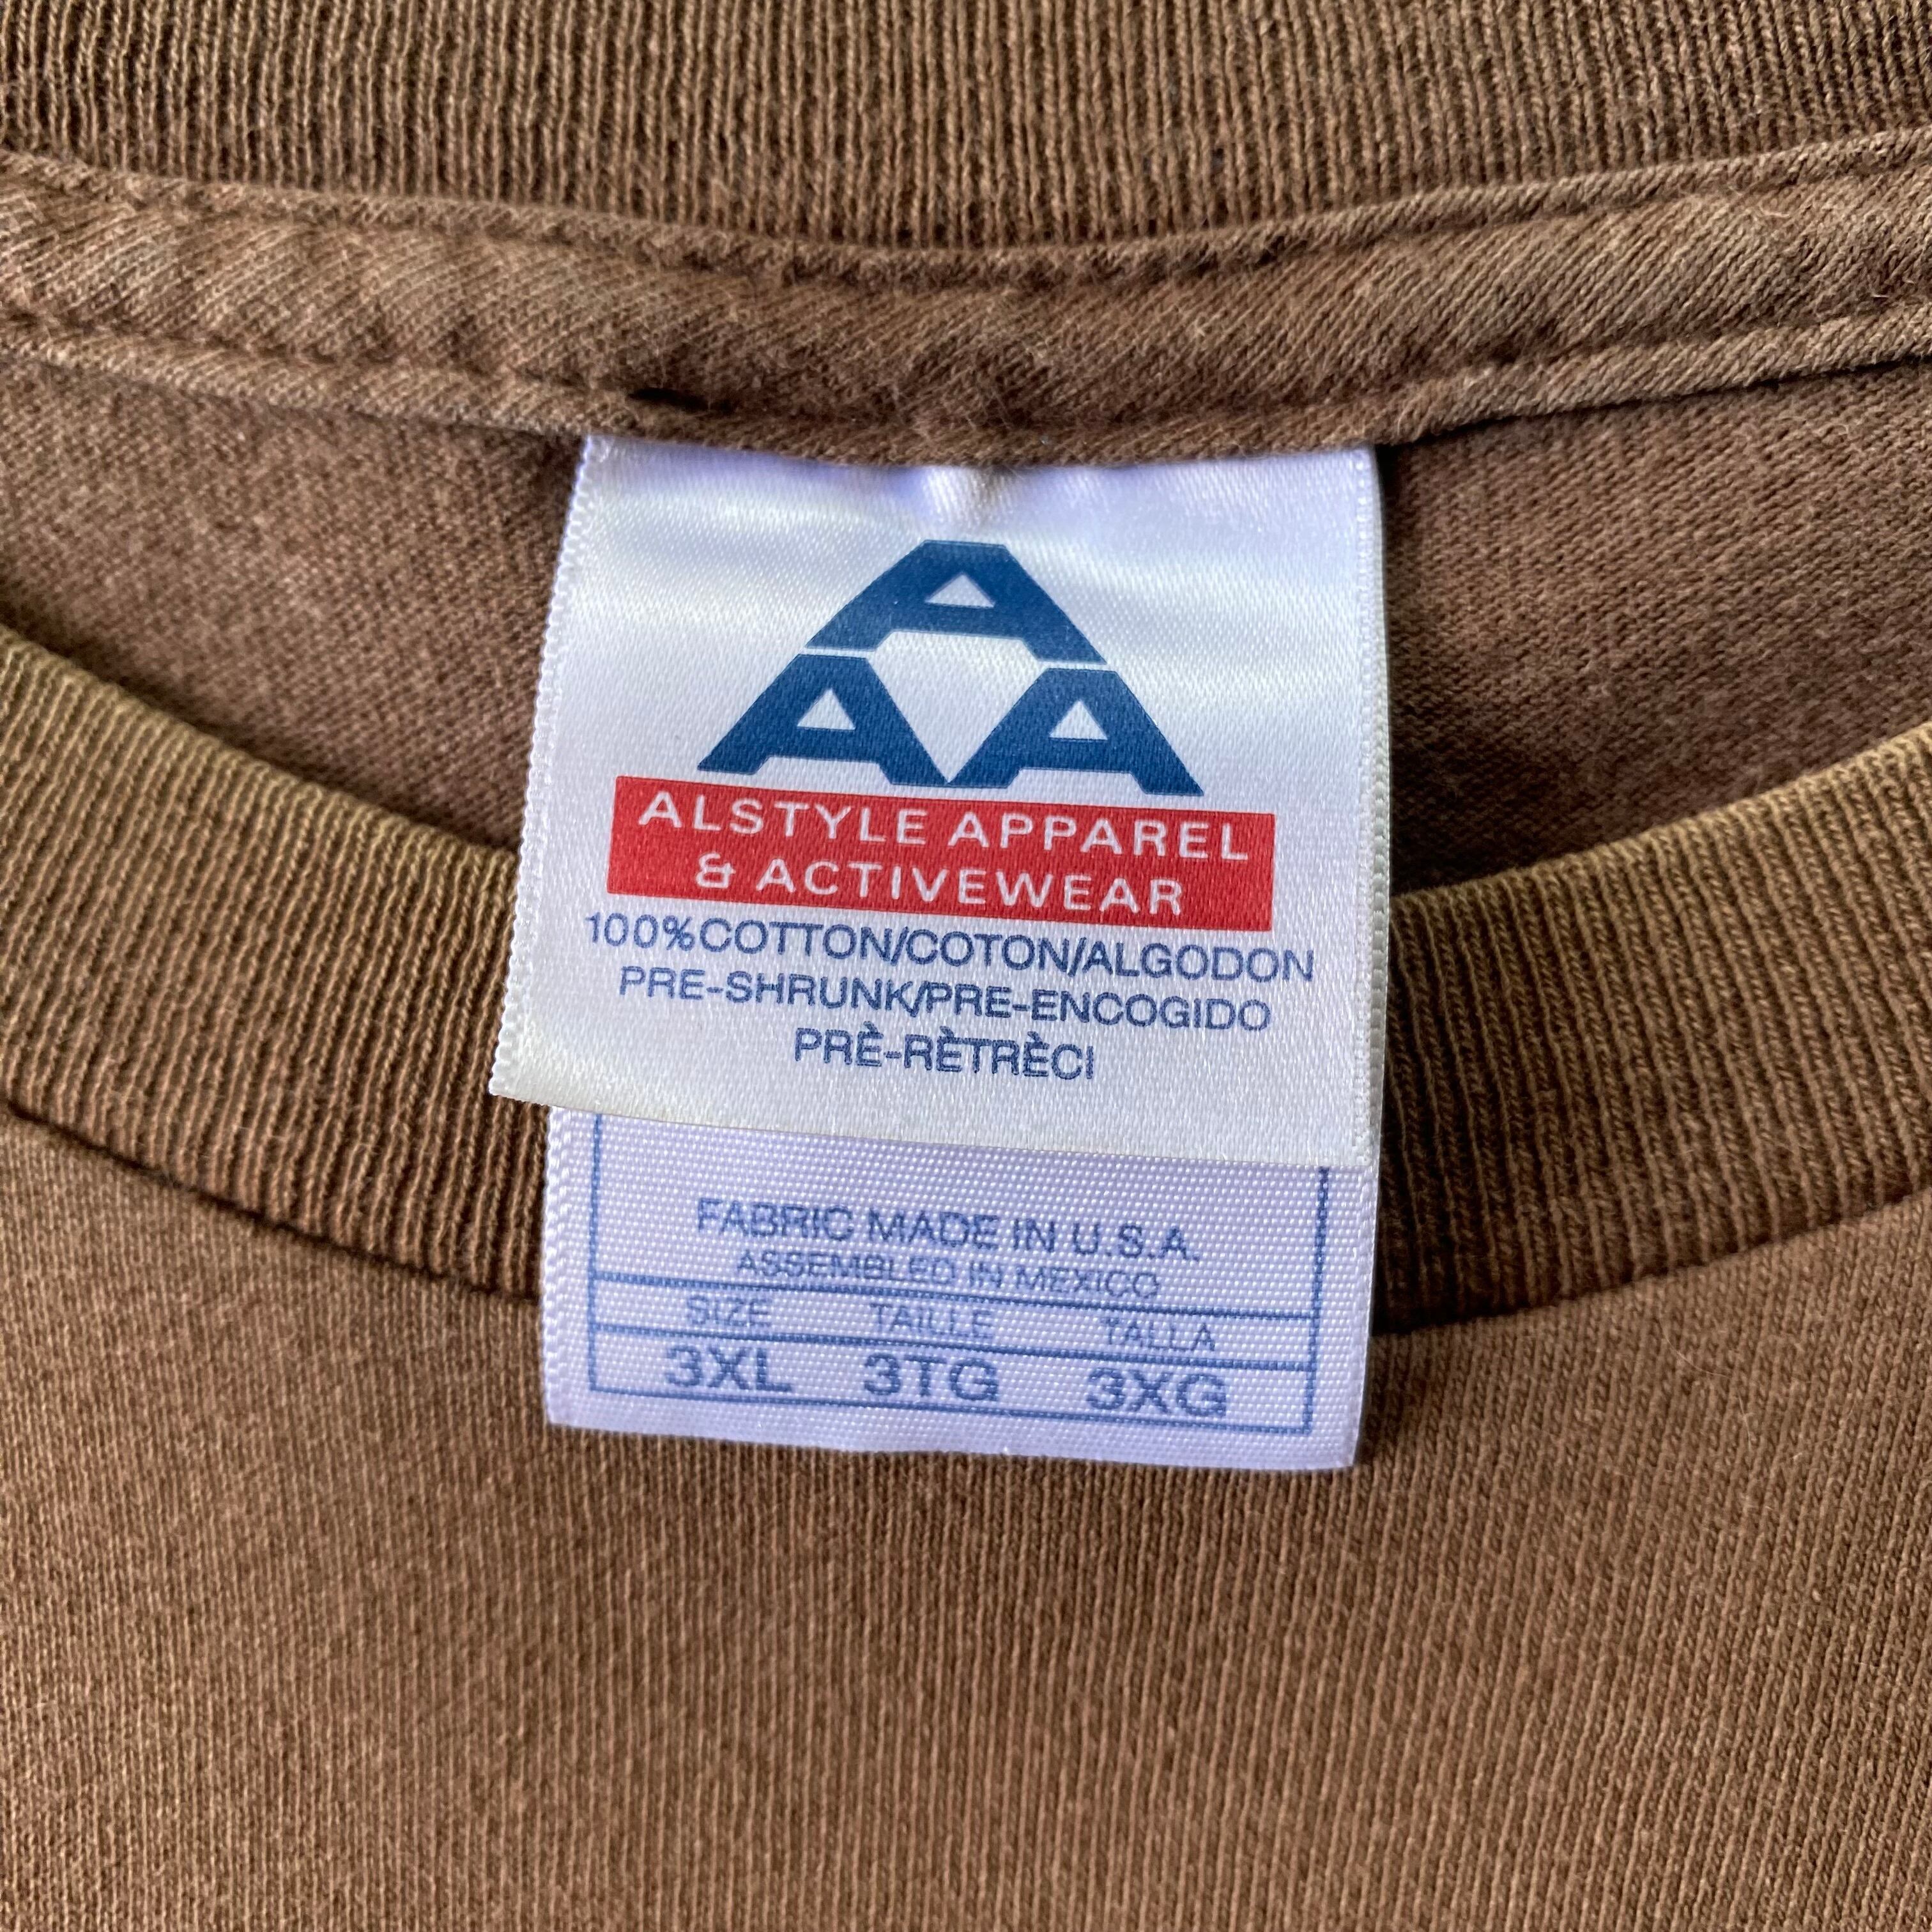 A
A A
ALSTYLE APPAREL
& ACTIVEWEAR
100%COTTON/COTON/ALGODON
PRE-SHRUNK/PRE-ENCOGIDO
PRÈ-RÈTRÈCI
FABRIC MADE IN U.S.A.
ASSEMBLED IN MEXICO
SIZE TAILLE TALLA
3XL 3TG 3XG